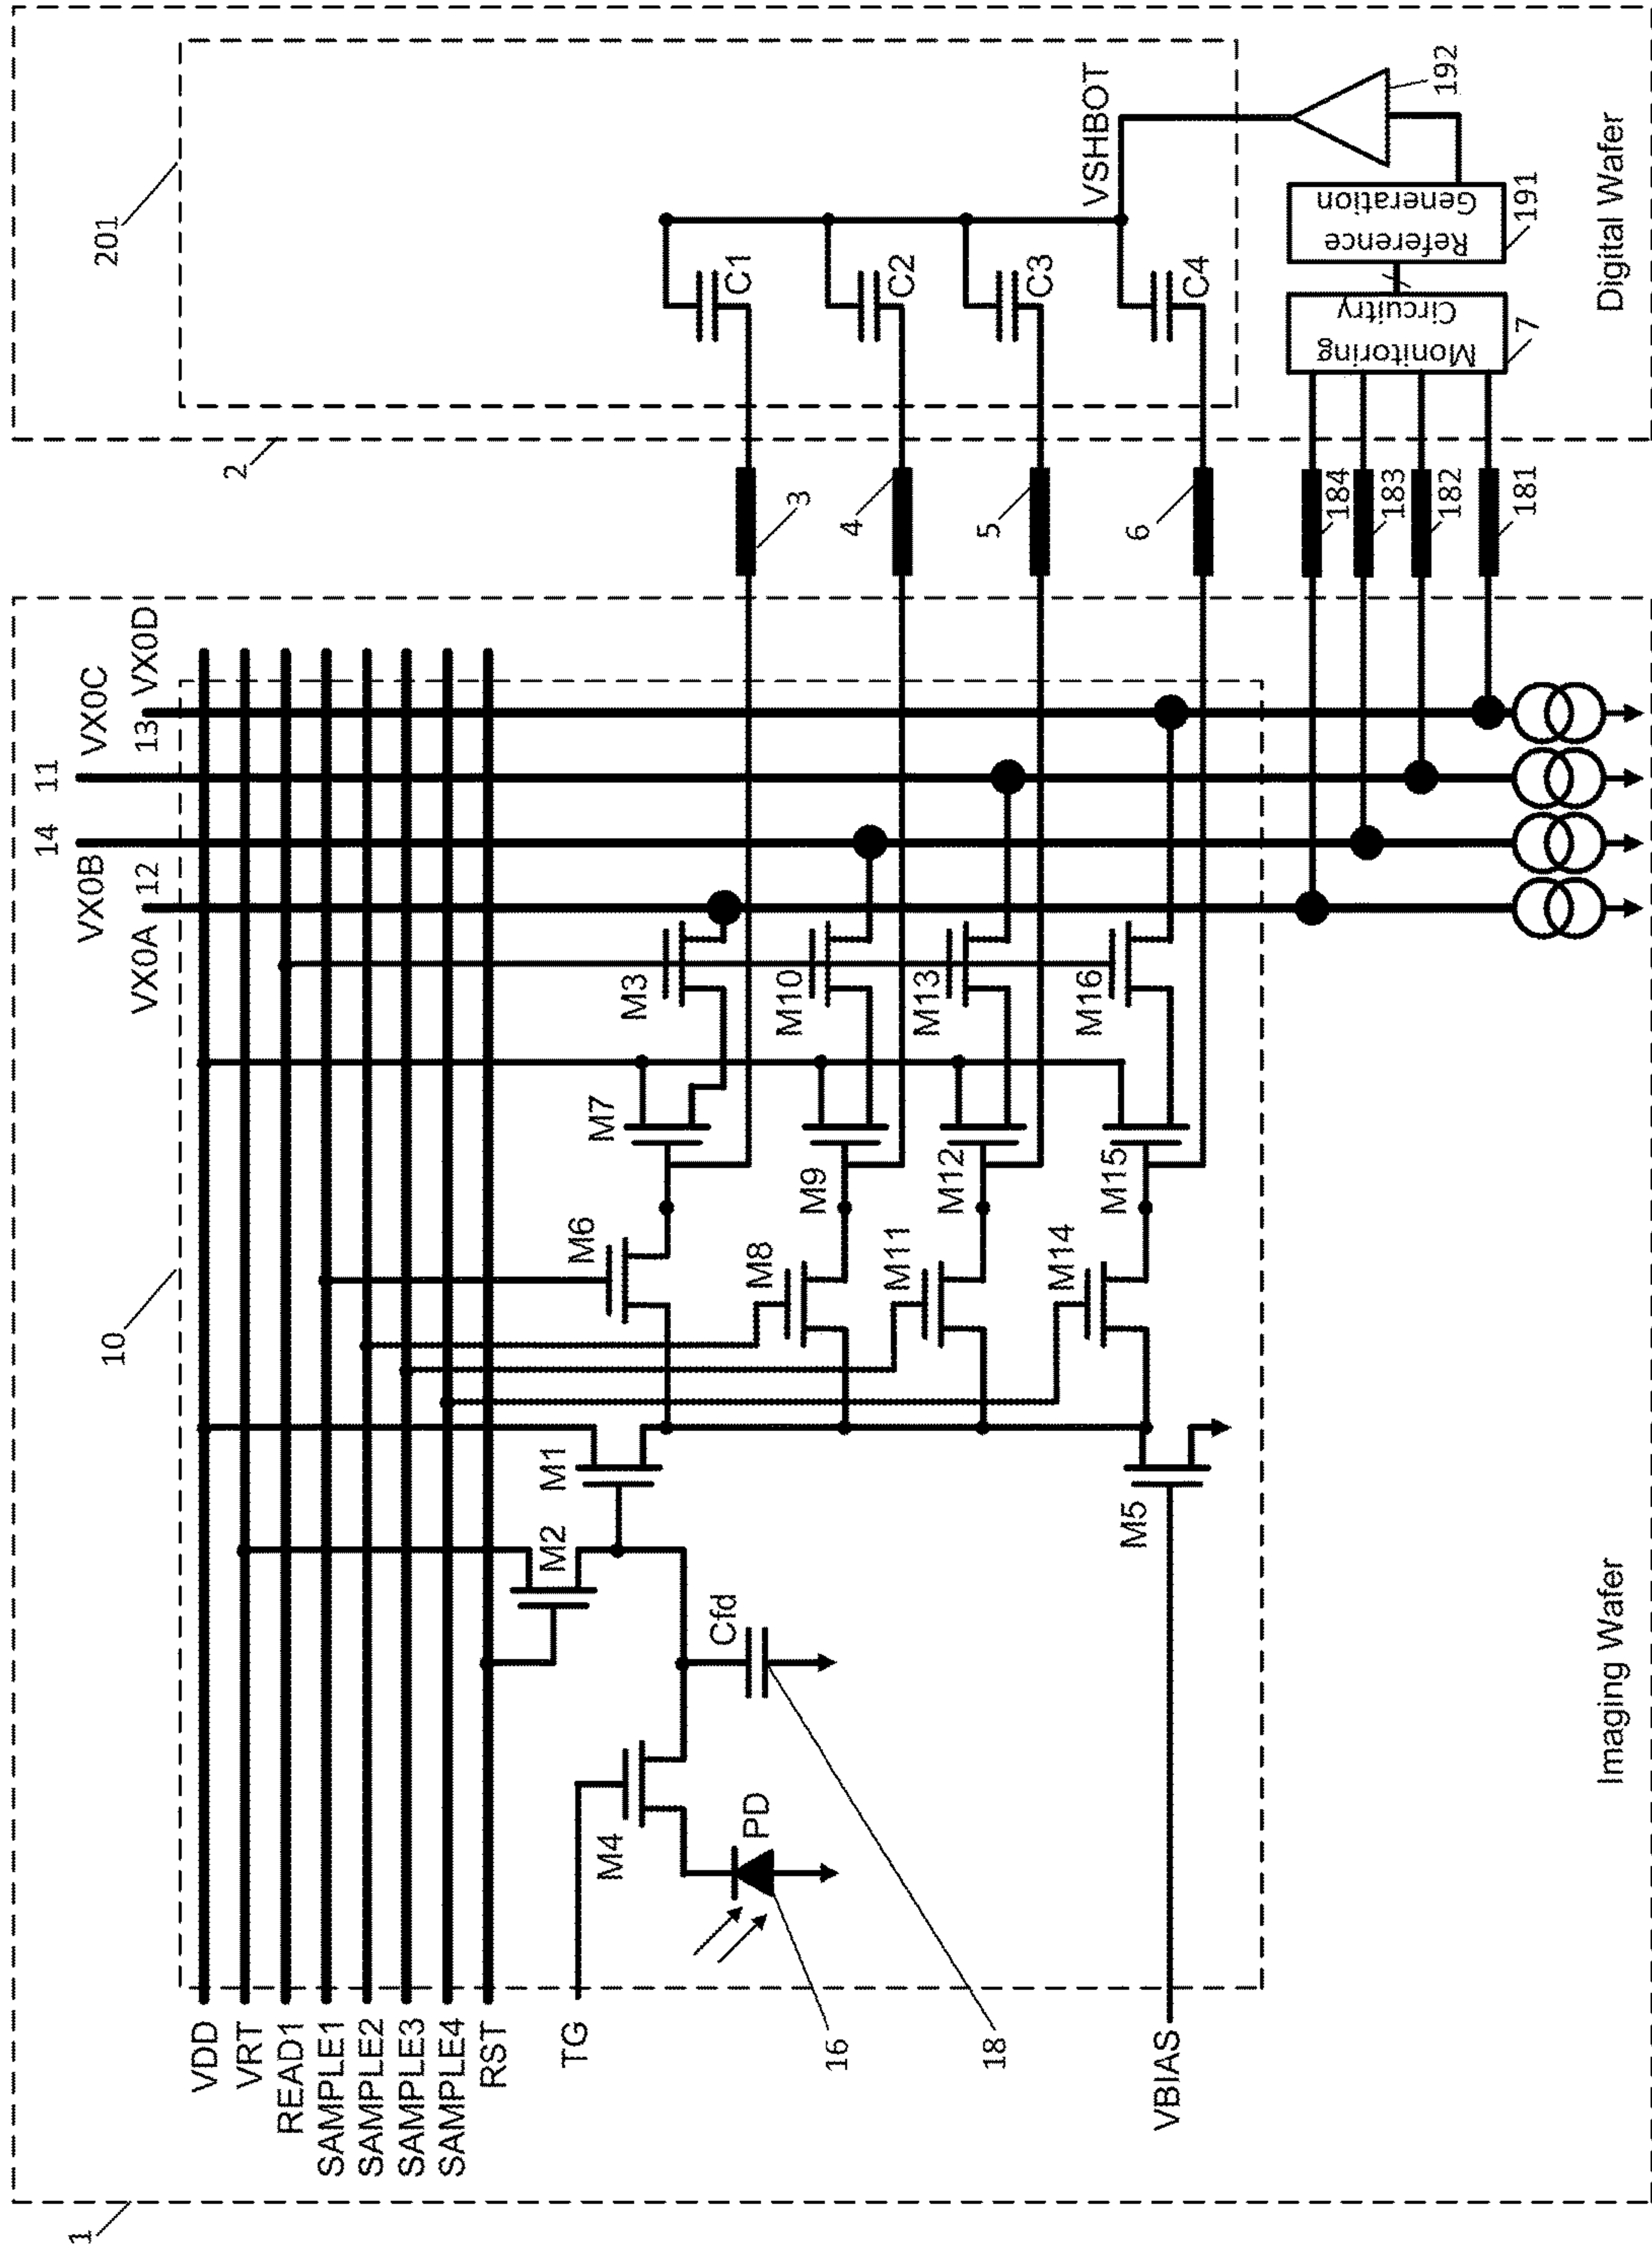 1
10
2
201
VDD
VRT
READ1
SAMPLE1
SAMPLE2
SAMPLE3
SAMPLE4
RST
TG
VBIAS
16
18
PD
M4
Cfd
M2
M1
M5
M6
M8
M11
M14
M7
M9
M12
M15
M3
M10
M13
M16
VX0A
12
VX0B
14
11
VX0C
13
VX0D
3
4
5
6
184
183
182
181
C1
C2
C3
C4
VSHBOT
Monitoring
Circuitry
7
Reference
Generation
191
192
Imaging Wafer
Digital Wafer